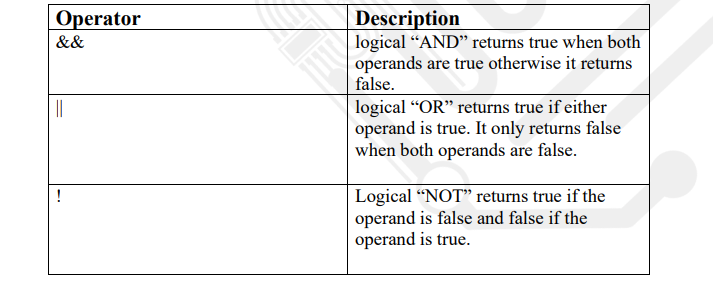 Operator Description
&& logical “AND” returns true when both
operands are true otherwise it returns
false.
|| logical “OR” returns true if either
operand is true. It only returns false
when both operands are false.
! Logical “NOT” returns true if the
operand is false and false if the
operand is true.